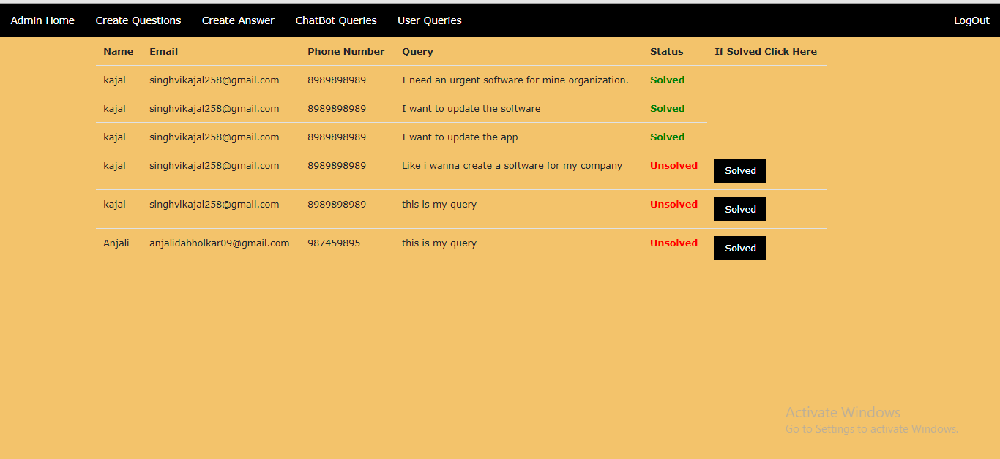 Admin Home Create Questions Create Answer ChatBot Queries User Queries LogOut
Name Email Phone Number Query Status If Solved Click Here
kajal singhvikajal258@gmail.com 8989898989 I need an urgent software for mine organization. Solved
kajal singhvikajal258@gmail.com 8989898989 I want to update the software Solved
kajal singhvikajal258@gmail.com 8989898989 I want to update the app Solved
kajal singhvikajal258@gmail.com 8989898989 Like i wanna create a software for my company Unsolved Solved
kajal singhvikajal258@gmail.com 8989898989 this is my query Unsolved Solved
Anjali anjalidabholkar09@gmail.com 987459895 this is my query Unsolved Solved
Activate Windows
Go to Settings to activate Windows.